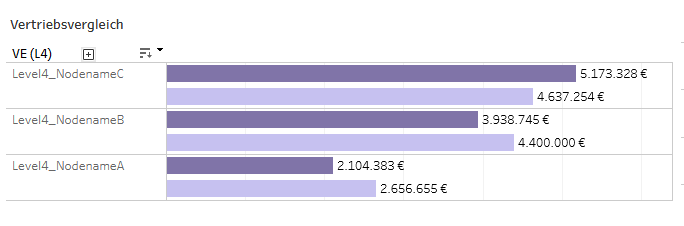 Vertriebsvergleich
VE (L4)
Level4_NodenameC
5.173.328 €
4.637.254 €
Level4_NodenameB
3.938.745 €
4.400.000 €
Level4_NodenameA
2.104.383 €
2.656.655 €